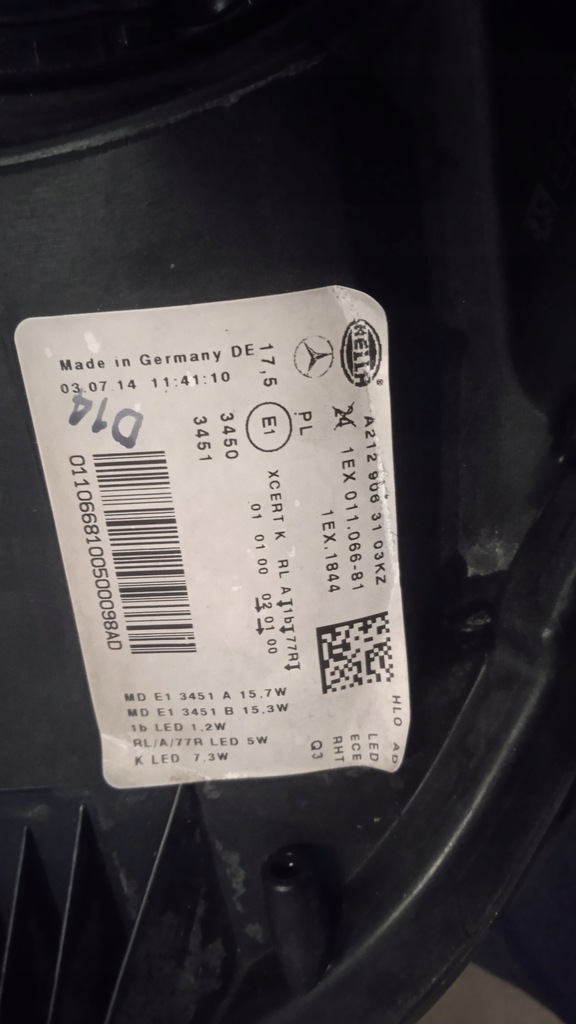 HELLA
A212 906 31 03KZ
1EX 011.066-81
1EX.1844
HLO AD
LED
ECE
RHT
Q3
PL
17,5
E1
XCERT K RL A 1b 77R
01 01 00 02 01 00
3450
3451
Made in Germany DE
03.07.14 11:41:10
D14
01106681005000098AD
MD E1 3451 A 15.7W
MD E1 3451 B 15.3W
1b LED 1,2W
RL/A/77R LED 5W
K LED 7.3W